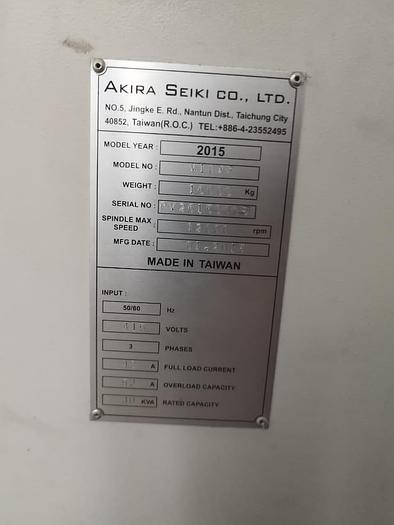 AKIRA SEIKI CO., LTD.
NO.5, Jingke E. Rd., Nantun Dist., Taichung City
40852, Taiwan(R.O.C.) TEL:+886-4-23552495
MODEL YEAR : 2015
MODEL NO :
WEIGHT : Kg
SERIAL NO :
SPINDLE MAX SPEED : rpm
MFG DATE :
MADE IN TAIWAN
INPUT :
50/60 Hz
VOLTS
3 PHASES
A FULL LOAD CURRENT
A OVERLOAD CAPACITY
KVA RATED CAPACITY